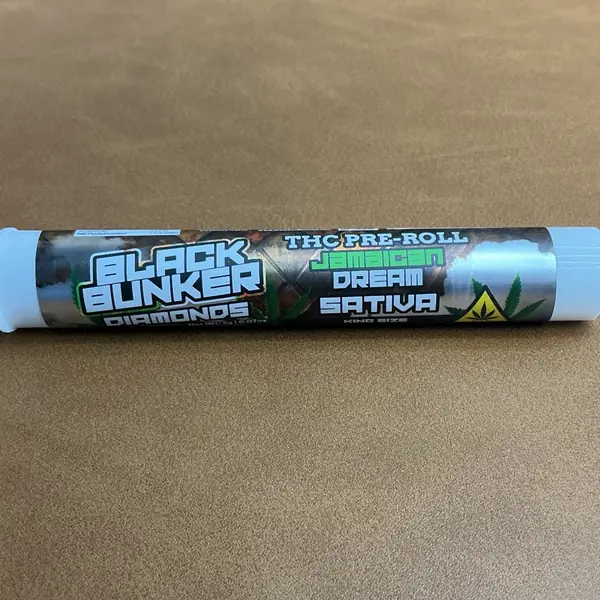 BLACK
BUNKER
DIAMONDS
THC PRE-ROLL
JAMAICAN
DREAM
SATIVA
KING SIZE